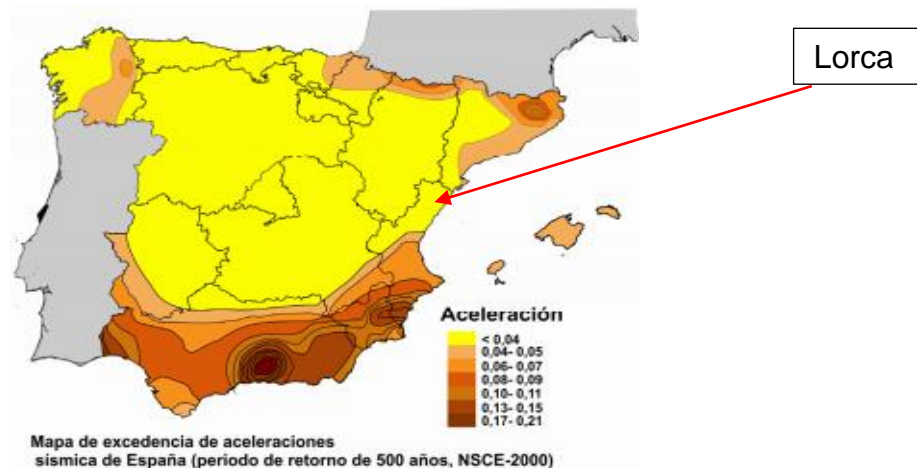 Lorca
Aceleración
< 0,04
0,04- 0,05
0,06- 0,07
0,08- 0,09
0,10- 0,11
0,13- 0,15
0,17- 0,21
Mapa de excedencia de aceleraciones
sísmica de España (periodo de retorno de 500 años, NSCE-2000)